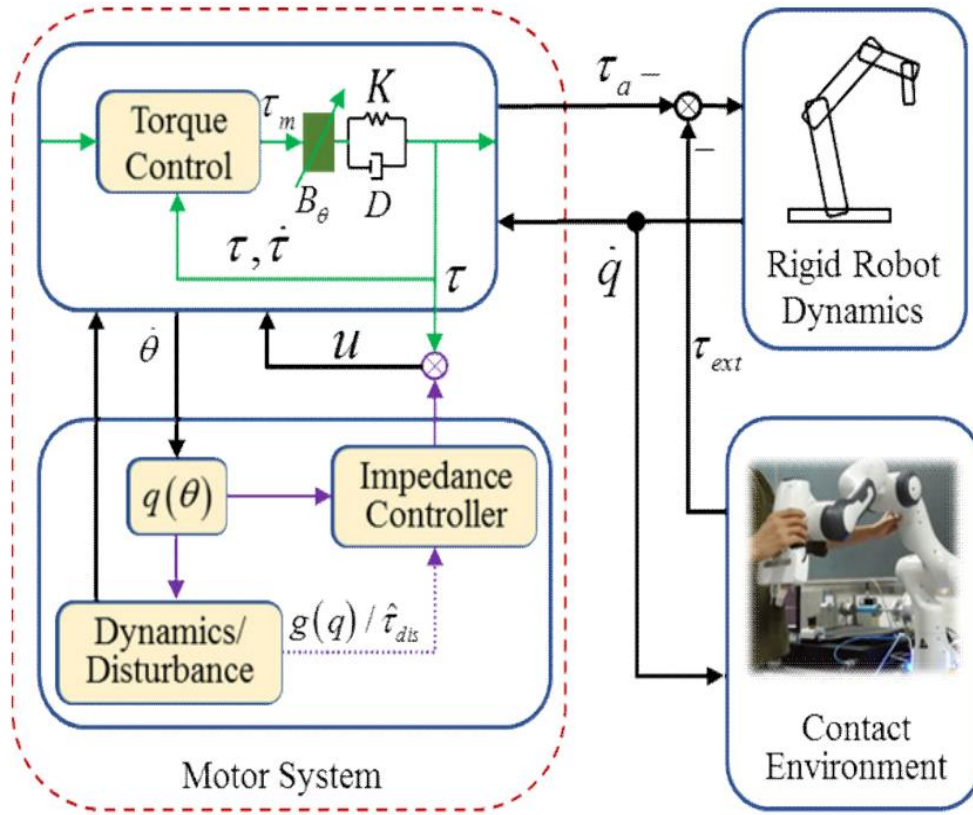 Torque
Control
τ_m
B_θ
K
D
τ, τ̇
τ
τ_a
−
−
q̇
τ_ext
Rigid Robot
Dynamics
θ̇
u
q(θ)
Impedance
Controller
Dynamics/
Disturbance
g(q) / τ̂_dis
Motor System
Contact
Environment